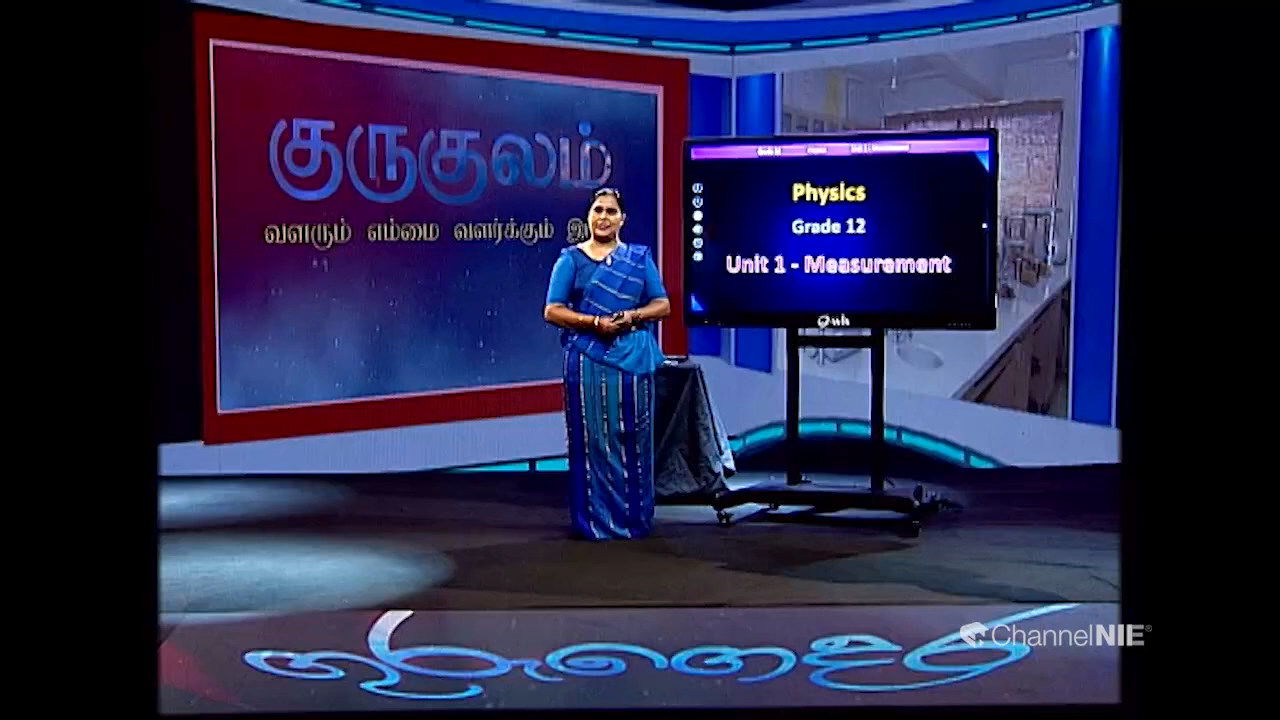 குருகுலம்
வளரும் எம்மை வளர்க்கும்
Physics
Grade 12
Unit 1 - Measurement
ChannelNIE®